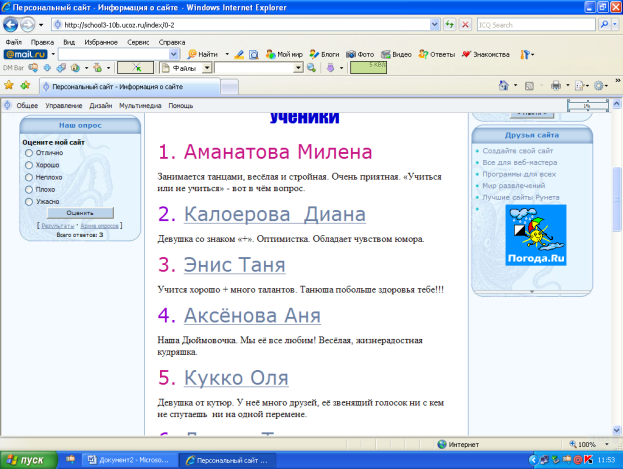 Персональный сайт - Информация о сайте - Windows Internet Explorer
http://school3-10b.ucoz.ru/index/0-2
ICQ Search
Файл Правка Вид Избранное Сервис Справка
@mail.ru Найти Мой мир Блоги Фото Видео Ответы Знакомства
DM Bar Файлы
Персональный сайт - Информация о сайте
Общее Управление Дизайн Мультимедиа Помощь
1%
Наш опрос
Оцените мой сайт
Отлично
Хорошо
Неплохо
Плохо
Ужасно
Оценить
[ Результаты · Архив опросов ]
Всего ответов: 3
ученики
1. Аманатова Милена
Занимается танцами, весёлая и стройная. Очень приятная. «Учиться
или не учиться» - вот в чём вопрос.
2. Калоерова Диана
Девушка со знаком «+». Оптимистка. Обладает чувством юмора.
3. Энис Таня
Учится хорошо + много талантов. Танюша побольше здоровья тебе!!!
4. Аксёнова Аня
Наша Дюймовочка. Мы её все любим! Весёлая, жизнерадостная
кудряшка.
5. Кукко Оля
Девушка от кутюр. У неё много друзей, её звенящий голосок ни с кем
не спутаешь ни на одной перемене.
Друзья сайта
Создайте свой сайт
Все для веб-мастера
Программы для всех
Мир развлечений
Лучшие сайты Рунета
Погода.Ru
Интернет
100%
пуск
Документ2 - Microso...
Персональный сайт ...
11:53